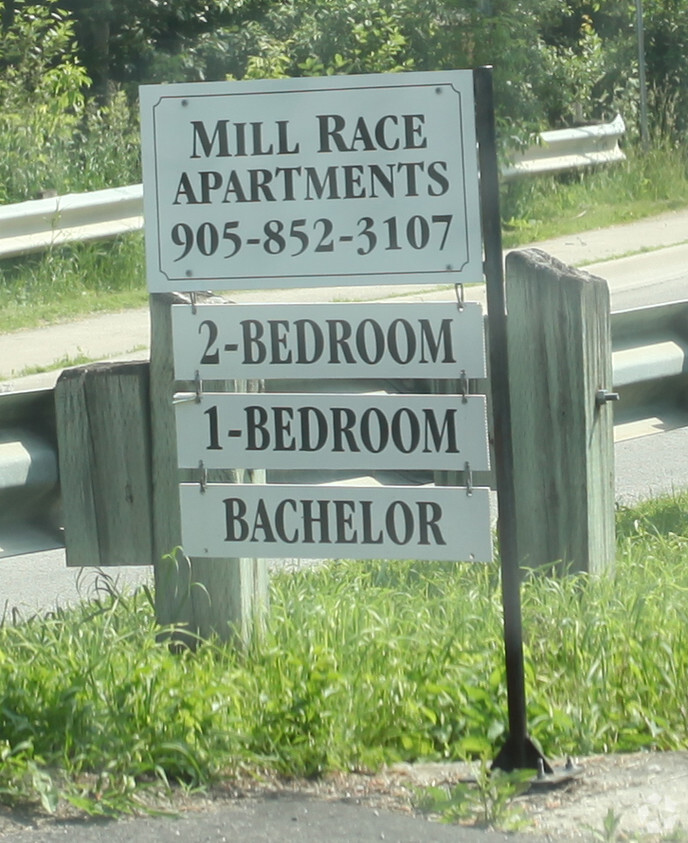 MILL RACE
APARTMENTS
905-852-3107
2-BEDROOM
1-BEDROOM
BACHELOR